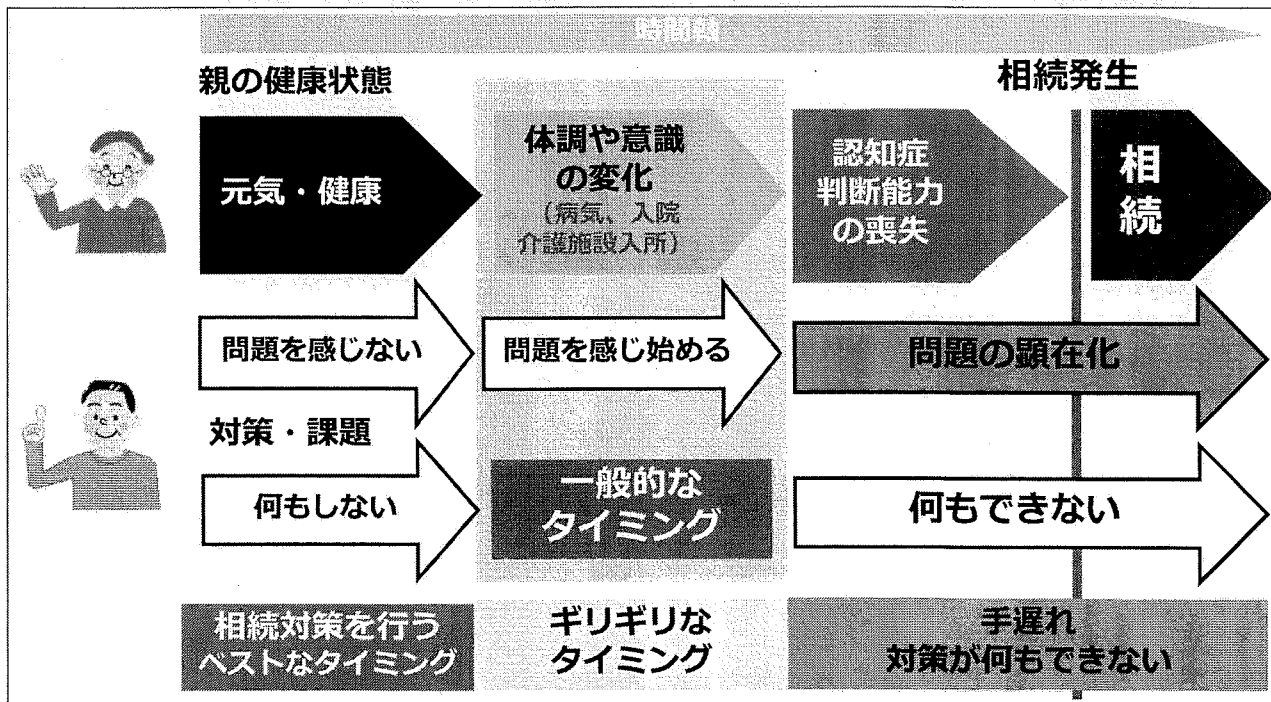 時間軸
親の健康状態
相続発生
元気・健康
体調や意識
の変化
（病気、入院
介護施設入所）
認知症
判断能力
の喪失
相
続
問題を感じない
問題を感じ始める
問題の顕在化
対策・課題
何もしない
一般的な
タイミング
何もできない
相続対策を行う
ベストなタイミング
ギリギリな
タイミング
手遅れ
対策が何もできない